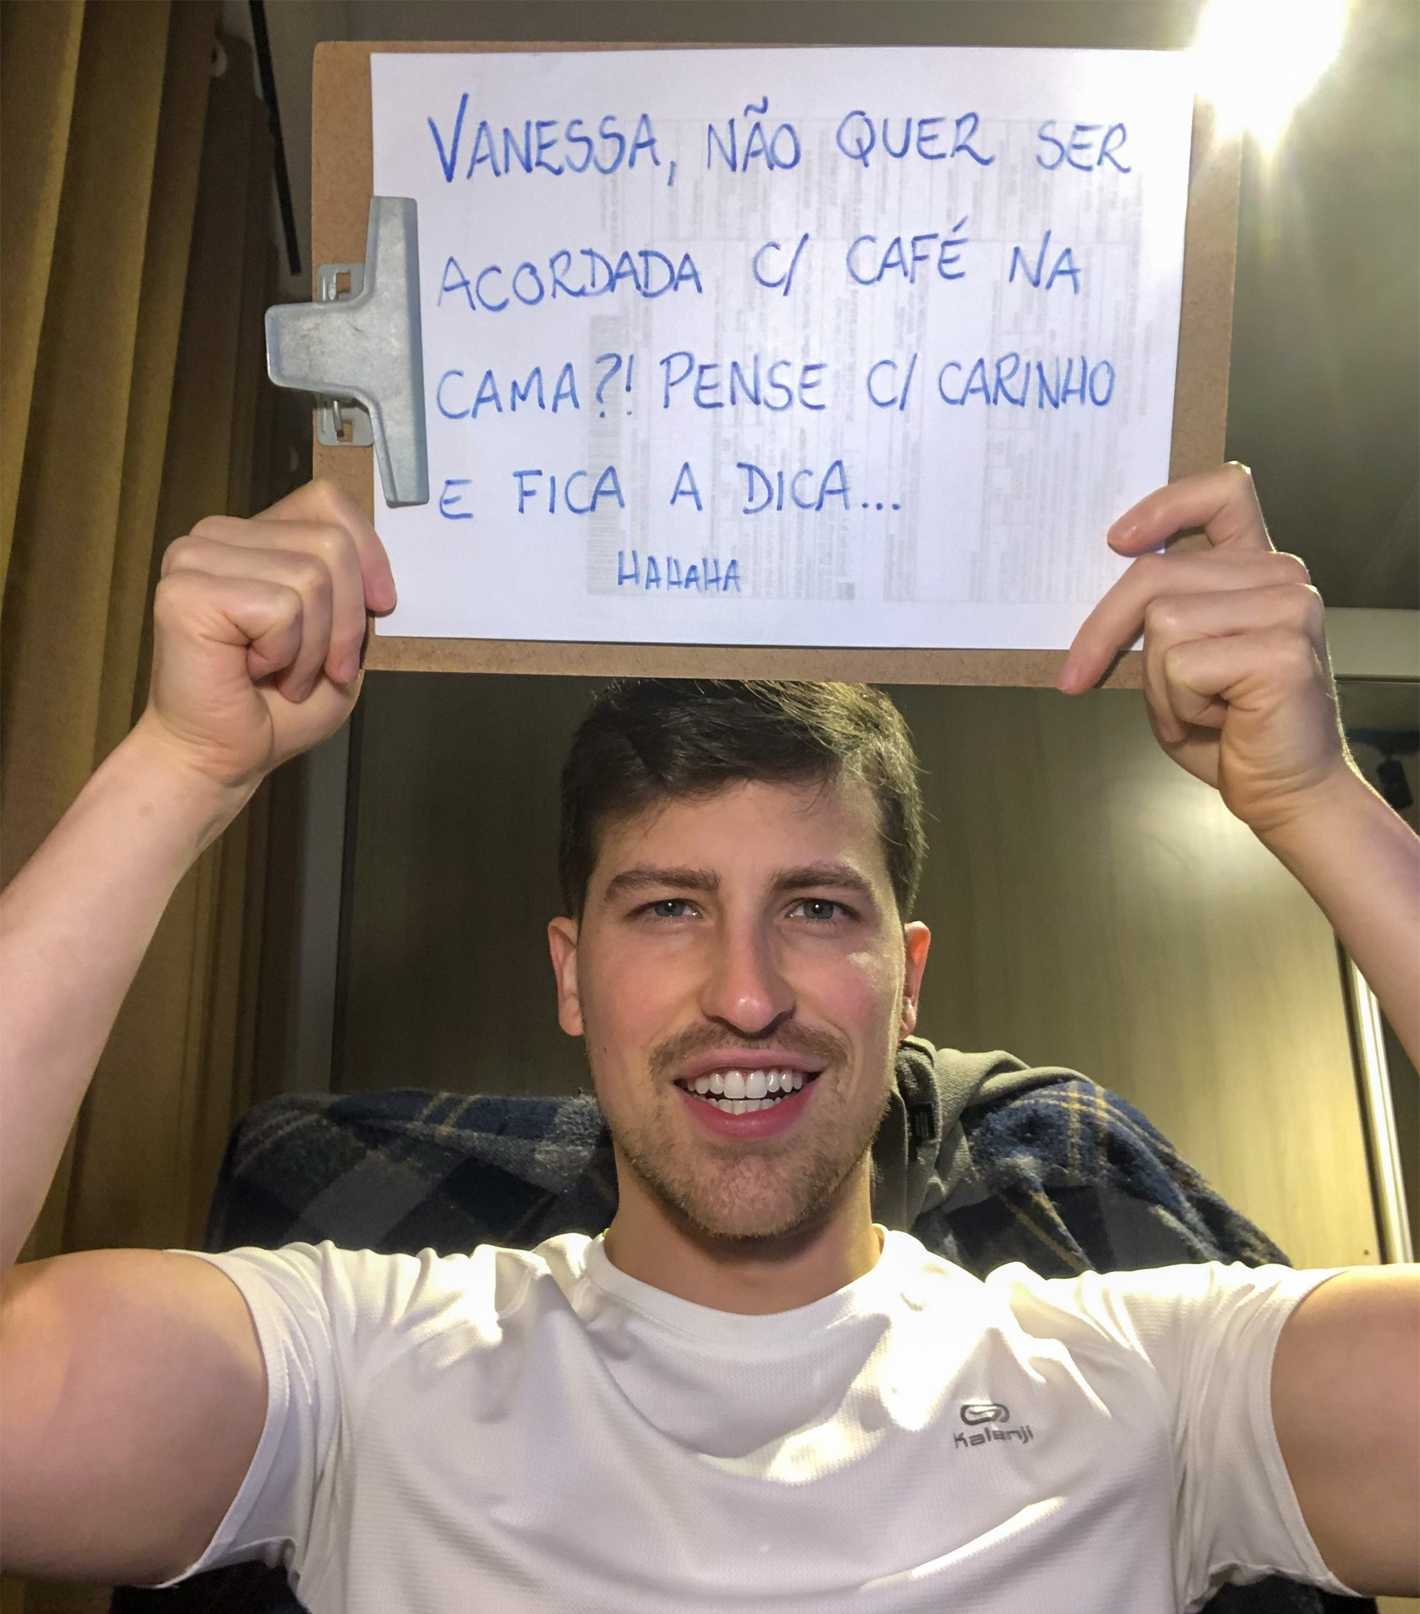 VANESSA, NÃO QUER SER
ACORDADA C/ CAFÉ NA
CAMA?! PENSE C/ CARINHO
E FICA A DICA...
HAHAHA
Kalenji